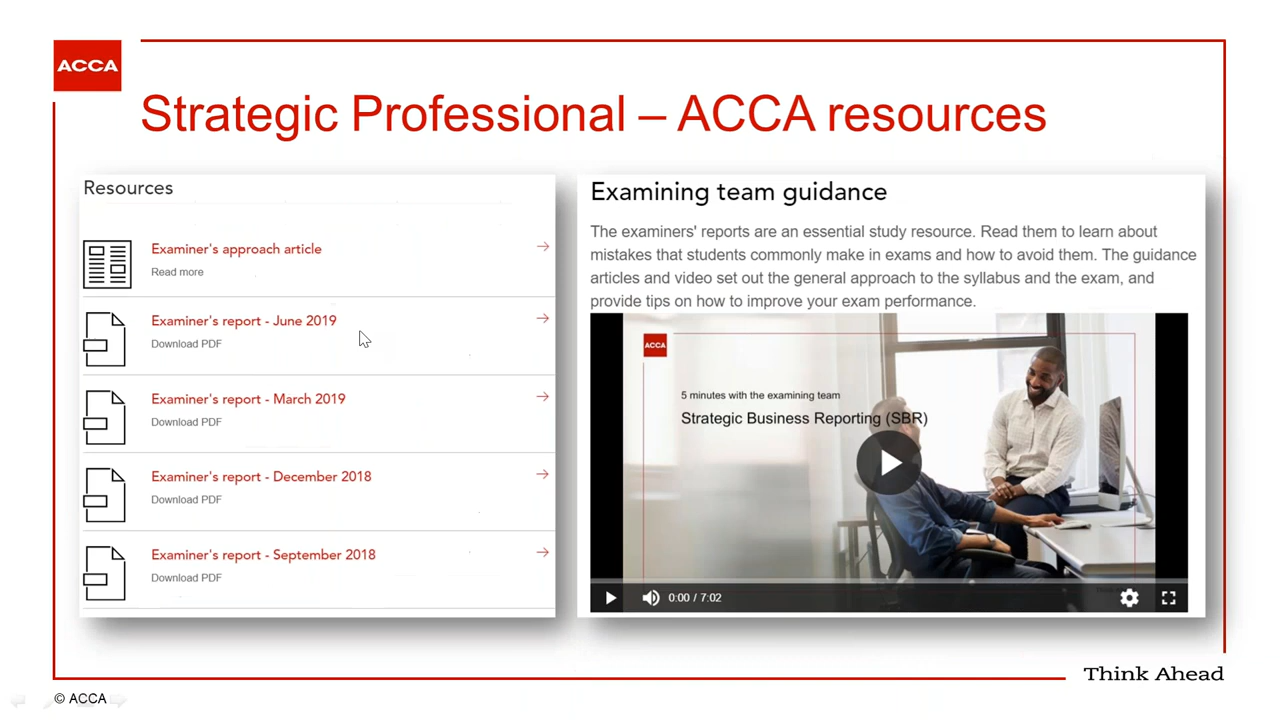 ACCA
Strategic Professional – ACCA resources
Resources
Examiner's approach article
Read more
Examiner's report - June 2019
Download PDF
Examiner's report - March 2019
Download PDF
Examiner's report - December 2018
Download PDF
Examiner's report - September 2018
Download PDF
Examining team guidance
The examiners' reports are an essential study resource. Read them to learn about
mistakes that students commonly make in exams and how to avoid them. The guidance
articles and video set out the general approach to the syllabus and the exam, and
provide tips on how to improve your exam performance.
ACCA
5 minutes with the examining team
Strategic Business Reporting (SBR)
0:00 / 7:02
Think Ahead
© ACCA